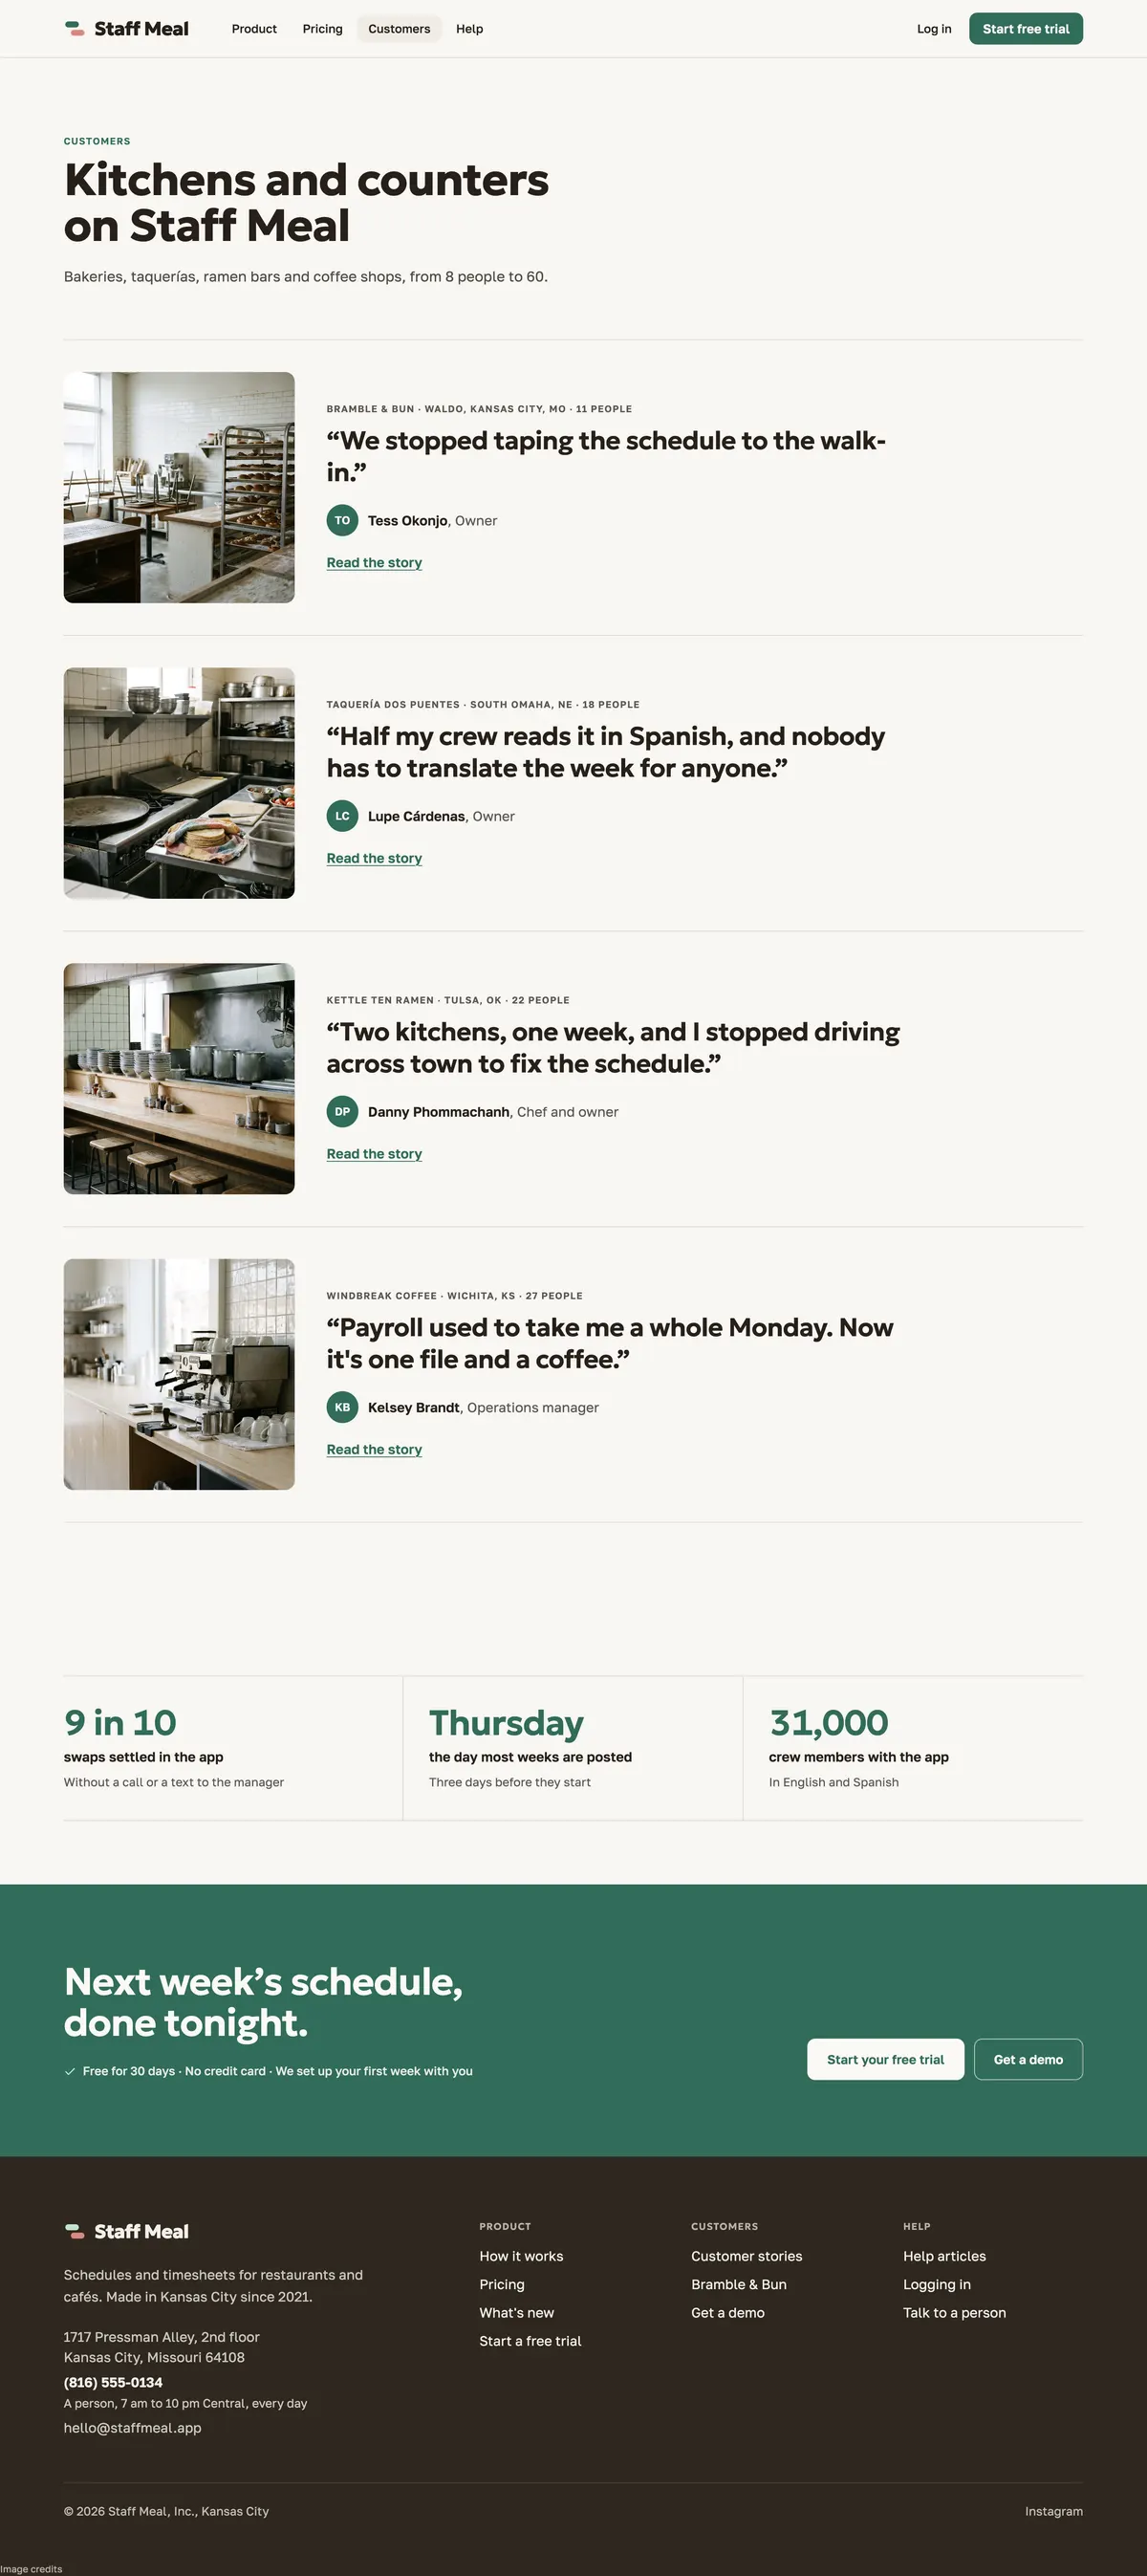 Staff Meal
Product
Pricing
Customers
Help
Log in
Start free trial
CUSTOMERS
Kitchens and counters
on Staff Meal
Bakeries, taquerías, ramen bars and coffee shops, from 8 people to 60.
BRAMBLE & BUN · WALDO, KANSAS CITY, MO · 11 PEOPLE
“We stopped taping the schedule to the walk-
in.”
TO
Tess Okonjo, Owner
Read the story
TAQUERÍA DOS PUENTES · SOUTH OMAHA, NE · 18 PEOPLE
“Half my crew reads it in Spanish, and nobody
has to translate the week for anyone.”
LC
Lupe Cárdenas, Owner
Read the story
KETTLE TEN RAMEN · TULSA, OK · 22 PEOPLE
“Two kitchens, one week, and I stopped driving
across town to fix the schedule.”
DP
Danny Phommachanh, Chef and owner
Read the story
WINDBREAK COFFEE · WICHITA, KS · 27 PEOPLE
“Payroll used to take me a whole Monday. Now
it's one file and a coffee.”
KB
Kelsey Brandt, Operations manager
Read the story
9 in 10
swaps settled in the app
Without a call or a text to the manager
Thursday
the day most weeks are posted
Three days before they start
31,000
crew members with the app
In English and Spanish
Next week’s schedule,
done tonight.
Free for 30 days · No credit card · We set up your first week with you
Start your free trial
Get a demo
Staff Meal
Schedules and timesheets for restaurants and
cafés. Made in Kansas City since 2021.
1717 Pressman Alley, 2nd floor
Kansas City, Missouri 64108
(816) 555-0134
A person, 7 am to 10 pm Central, every day
hello@staffmeal.app
PRODUCT
How it works
Pricing
What's new
Start a free trial
CUSTOMERS
Customer stories
Bramble & Bun
Get a demo
HELP
Help articles
Logging in
Talk to a person
© 2026 Staff Meal, Inc., Kansas City
Instagram
Image credits